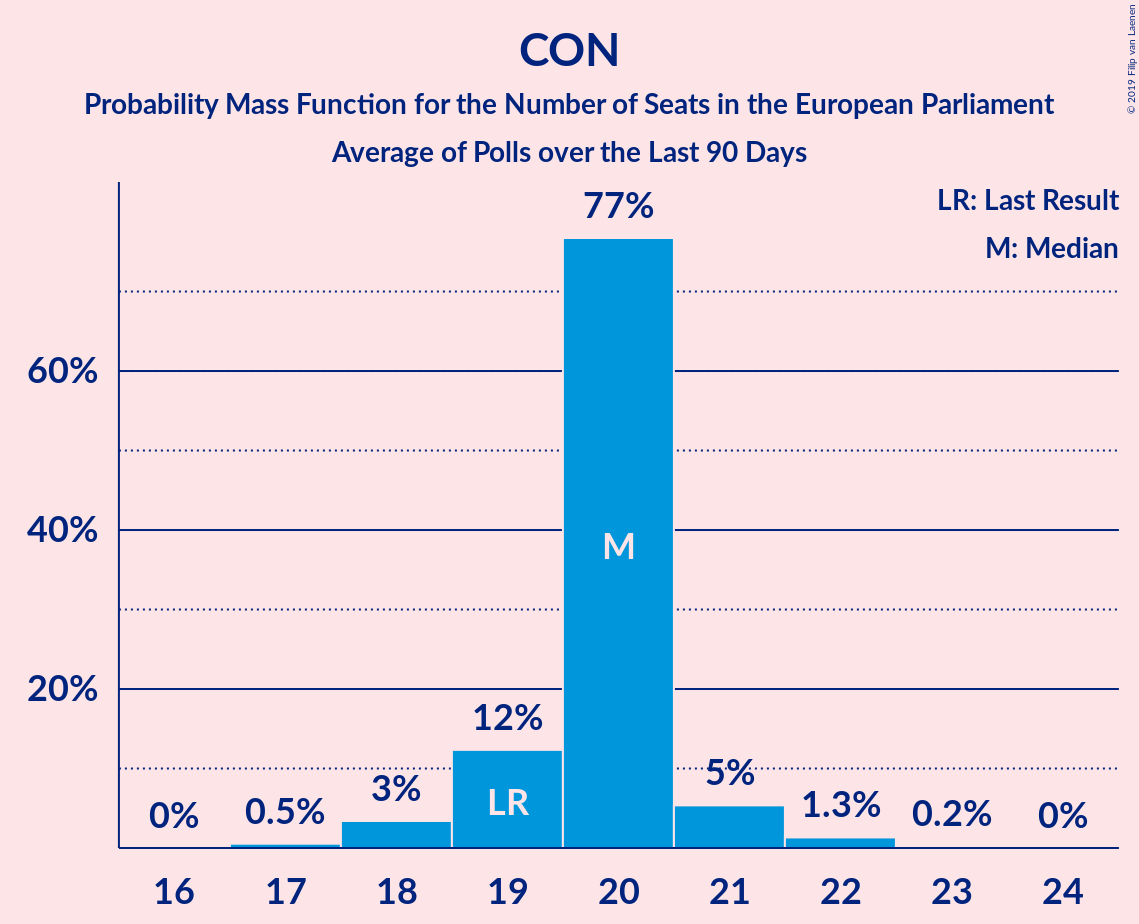 CON
Probability Mass Function for the Number of Seats in the European Parliament
Average of Polls over the Last 90 Days
© 2019 Filip van Laenen
LR: Last Result
M: Median
60%
40%
20%
0%
0.5%
3%
12%
77%
5%
1.3%
0.2%
0%
LR
M
16 17 18 19 20 21 22 23 24